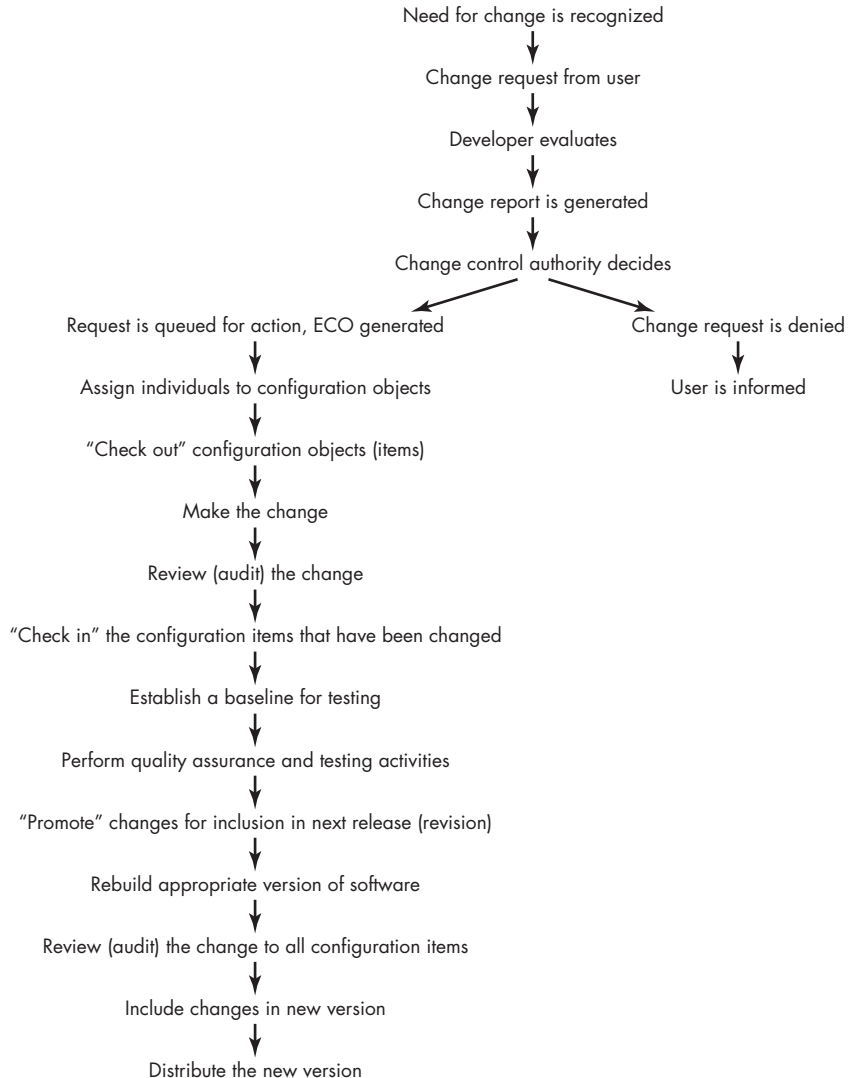 Need for change is recognized
Change request from user
Developer evaluates
Change report is generated
Change control authority decides
Request is queued for action, ECO generated
Change request is denied
Assign individuals to configuration objects
User is informed
“Check out” configuration objects (items)
Make the change
Review (audit) the change
“Check in” the configuration items that have been changed
Establish a baseline for testing
Perform quality assurance and testing activities
“Promote” changes for inclusion in next release (revision)
Rebuild appropriate version of software
Review (audit) the change to all configuration items
Include changes in new version
Distribute the new version